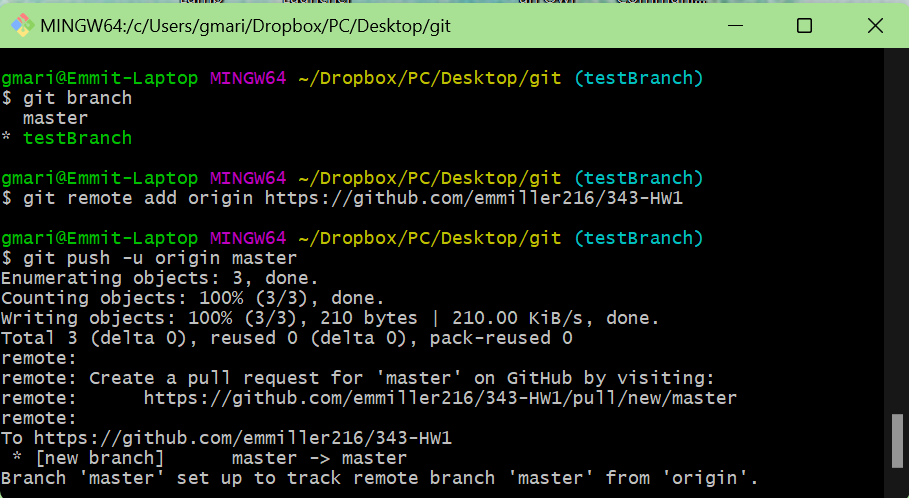 MINGW64:/c/Users/gmari/Dropbox/PC/Desktop/git
gmari@Emmit-Laptop MINGW64 ~/Dropbox/PC/Desktop/git (testBranch)
$ git branch
  master
* testBranch
gmari@Emmit-Laptop MINGW64 ~/Dropbox/PC/Desktop/git (testBranch)
$ git remote add origin https://github.com/emmiller216/343-HW1
gmari@Emmit-Laptop MINGW64 ~/Dropbox/PC/Desktop/git (testBranch)
$ git push -u origin master
Enumerating objects: 3, done.
Counting objects: 100% (3/3), done.
Writing objects: 100% (3/3), 210 bytes | 210.00 KiB/s, done.
Total 3 (delta 0), reused 0 (delta 0), pack-reused 0
remote:
remote: Create a pull request for 'master' on GitHub by visiting:
remote:      https://github.com/emmiller216/343-HW1/pull/new/master
remote:
To https://github.com/emmiller216/343-HW1
 * [new branch]      master -> master
Branch 'master' set up to track remote branch 'master' from 'origin'.